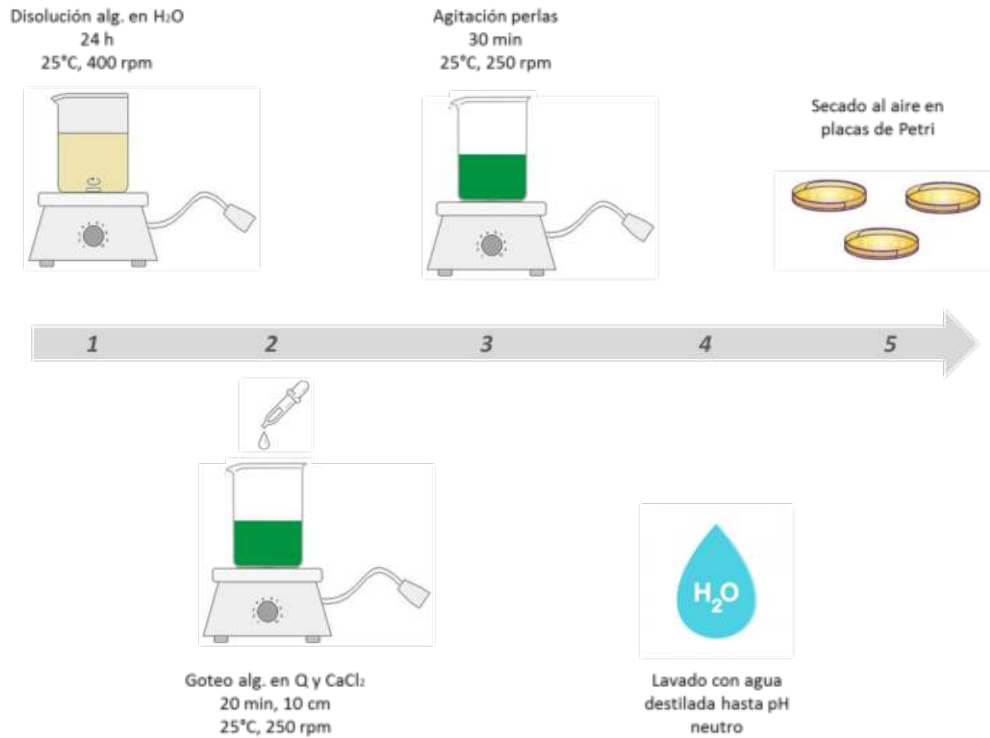 Disolución alg. en H₂O
24 h
25°C, 400 rpm
Agitación perlas
30 min
25°C, 250 rpm
Secado al aire en
placas de Petri
1 2 3 4 5
Goteo alg. en Q y CaCl₂
20 min, 10 cm
25°C, 250 rpm
H₂O
Lavado con agua
destilada hasta pH
neutro